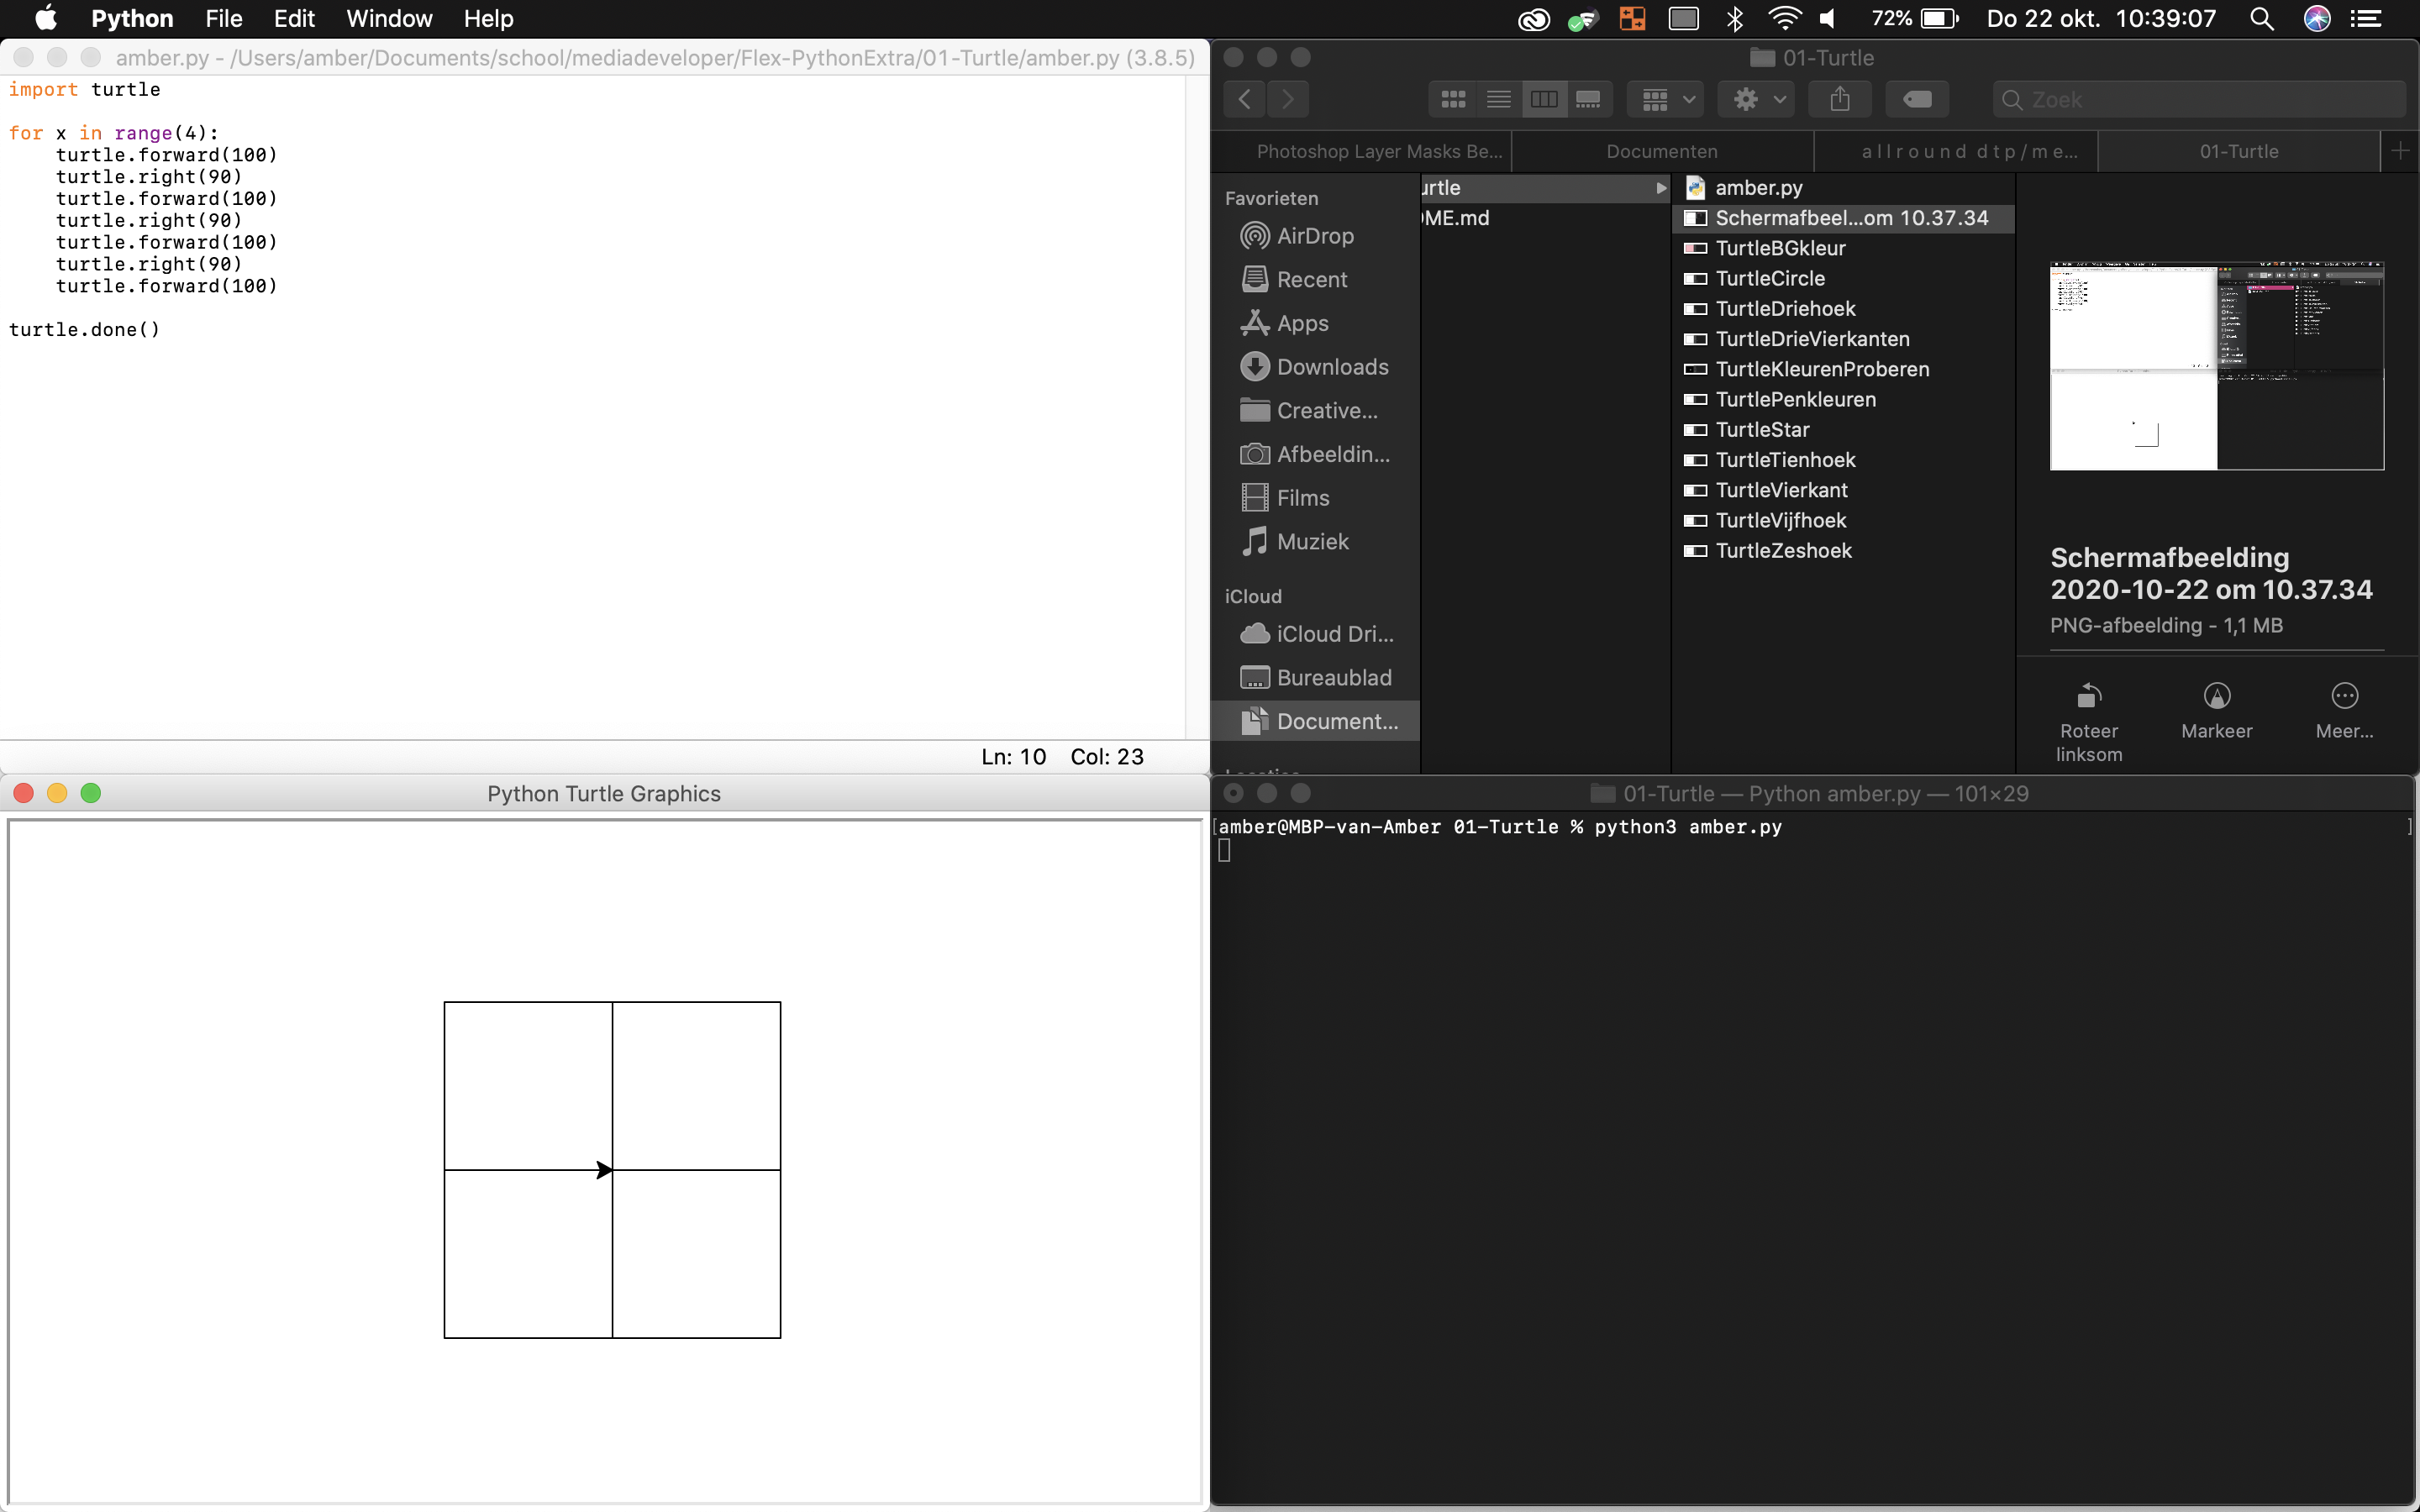 Python File Edit Window Help 72% Do 22 okt. 10:39:07
amber.py - /Users/amber/Documents/school/mediadeveloper/Flex-PythonExtra/01-Turtle/amber.py (3.8.5)
import turtle
for x in range(4):
    turtle.forward(100)
    turtle.right(90)
    turtle.forward(100)
    turtle.right(90)
    turtle.forward(100)
    turtle.right(90)
    turtle.forward(100)
turtle.done()
Ln: 10 Col: 23
01-Turtle
Zoek
Photoshop Layer Masks Be... Documenten allround dtp/me... 01-Turtle
Favorieten
AirDrop
Recent
Apps
Downloads
Creative...
Afbeeldin...
Films
Muziek
iCloud
iCloud Dri...
Bureaublad
Document...
urtle
ME.md
amber.py
Schermafbeel...om 10.37.34
TurtleBGkleur
TurtleCircle
TurtleDriehoek
TurtleDrieVierkanten
TurtleKleurenProberen
TurtlePenkleuren
TurtleStar
TurtleTienhoek
TurtleVierkant
TurtleVijfhoek
TurtleZeshoek
Schermafbeelding
2020-10-22 om 10.37.34
PNG-afbeelding - 1,1 MB
Roteer
linksom
Markeer
Meer...
Python Turtle Graphics
01-Turtle — Python amber.py — 101×29
[amber@MBP-van-Amber 01-Turtle % python3 amber.py ]